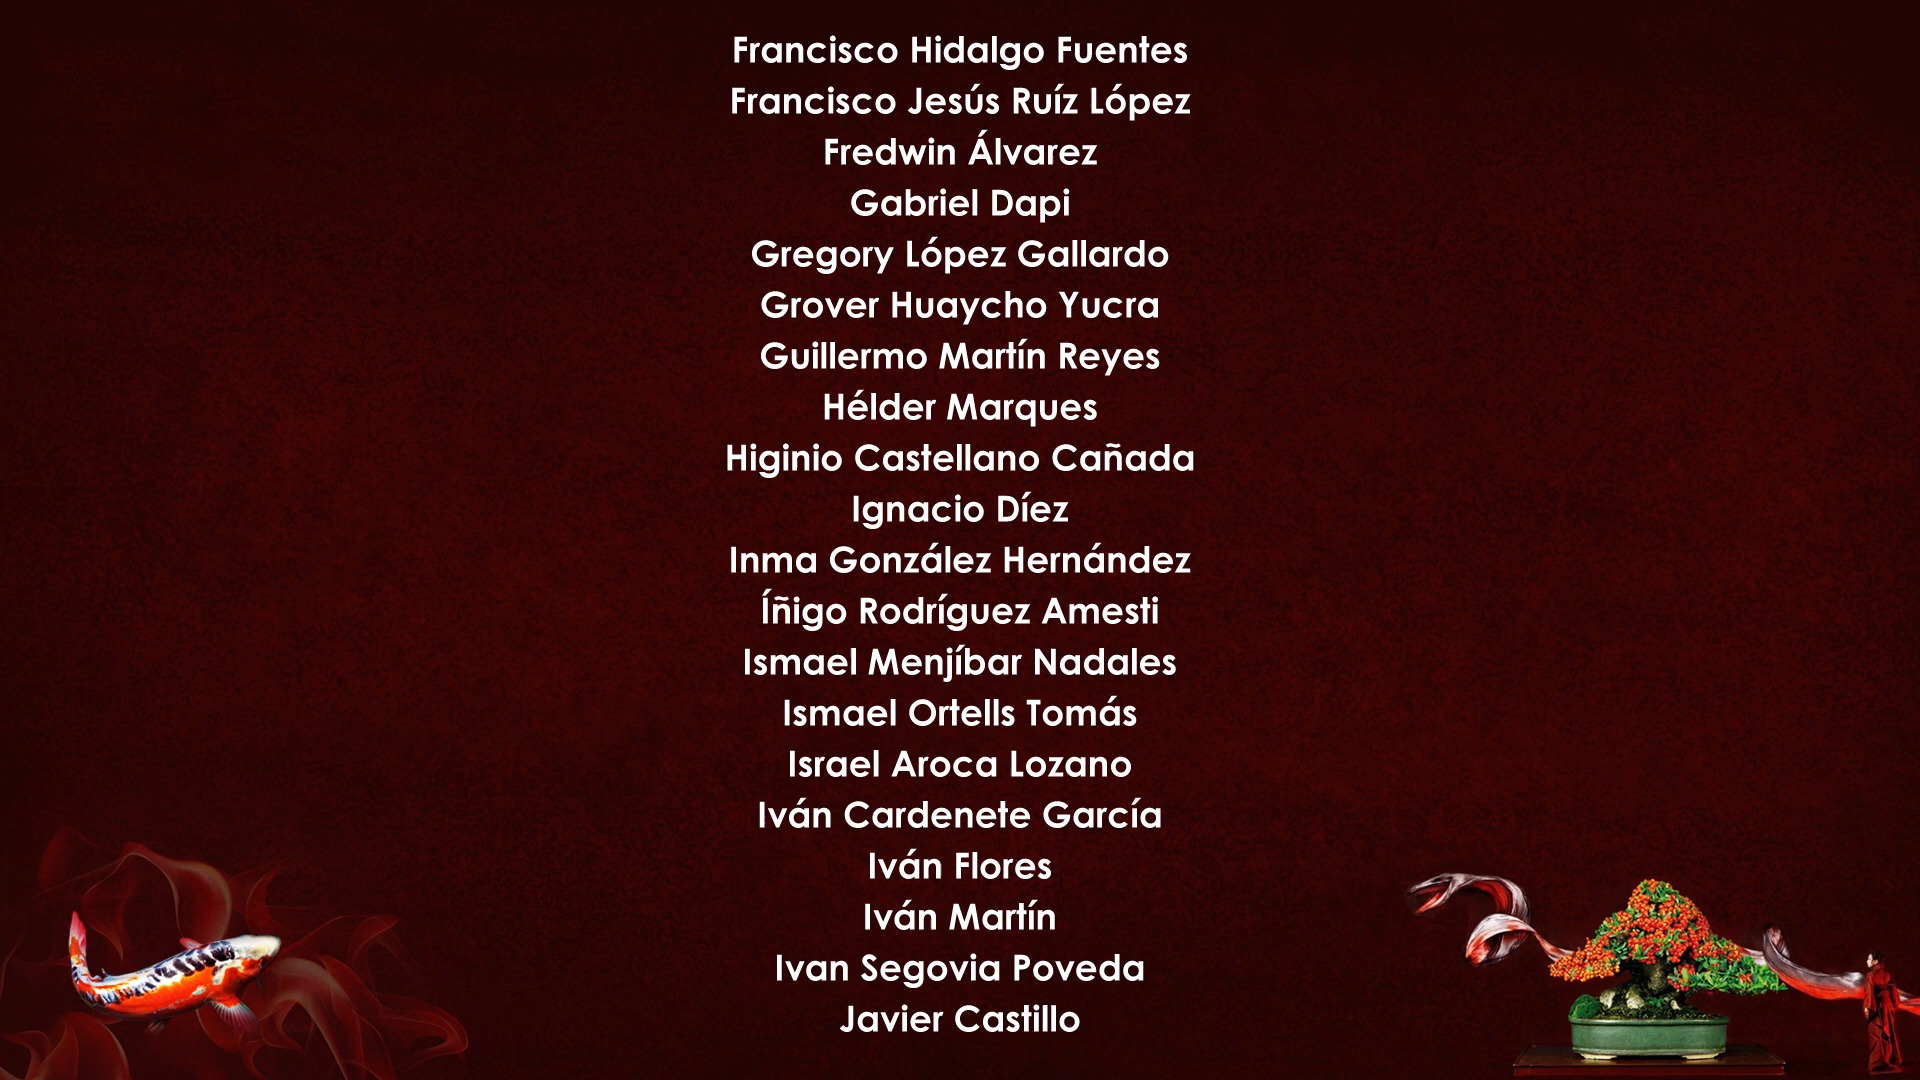 Francisco Hidalgo Fuentes
Francisco Jesús Ruíz López
Fredwin Álvarez
Gabriel Dapi
Gregory López Gallardo
Grover Huaycho Yucra
Guillermo Martín Reyes
Hélder Marques
Higinio Castellano Cañada
Ignacio Díez
Inma González Hernández
Íñigo Rodríguez Amesti
Ismael Menjíbar Nadales
Ismael Ortells Tomás
Israel Aroca Lozano
Iván Cardenete García
Iván Flores
Iván Martín
Ivan Segovia Poveda
Javier Castillo